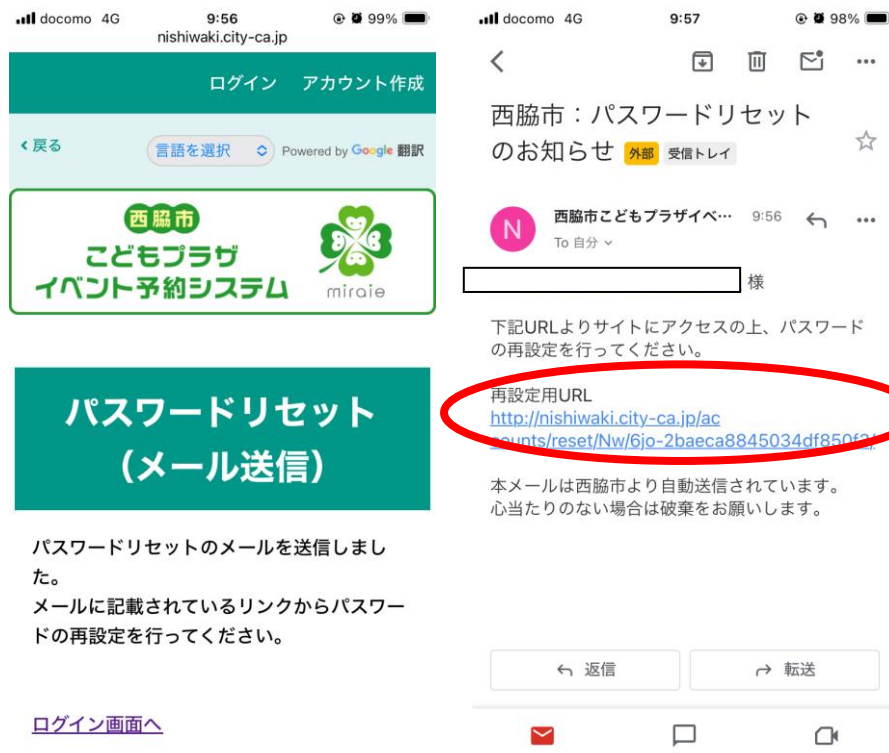 docomo 4G 9:56 99%
nishiwaki.city-ca.jp
ログイン アカウント作成
戻る 言語を選択 Powered by Google 翻訳
西脇市
こどもプラザ
イベント予約システム
miraie
パスワードリセット
（メール送信）
パスワードリセットのメールを送信しまし
た。
メールに記載されているリンクからパスワー
ドの再設定を行ってください。
ログイン画面へ
docomo 4G 9:57 98%
西脇市：パスワードリセット
のお知らせ 外部 受信トレイ
N
西脇市こどもプラザイベ… 9:56
To 自分
様
下記URLよりサイトにアクセスの上、パスワード
の再設定を行ってください。
再設定用URL
http://nishiwaki.city-ca.jp/ac
counts/reset/Nw/6jo-2baeca8845034df850f2/
本メールは西脇市より自動送信されています。
心当たりのない場合は破棄をお願いします。
返信 転送